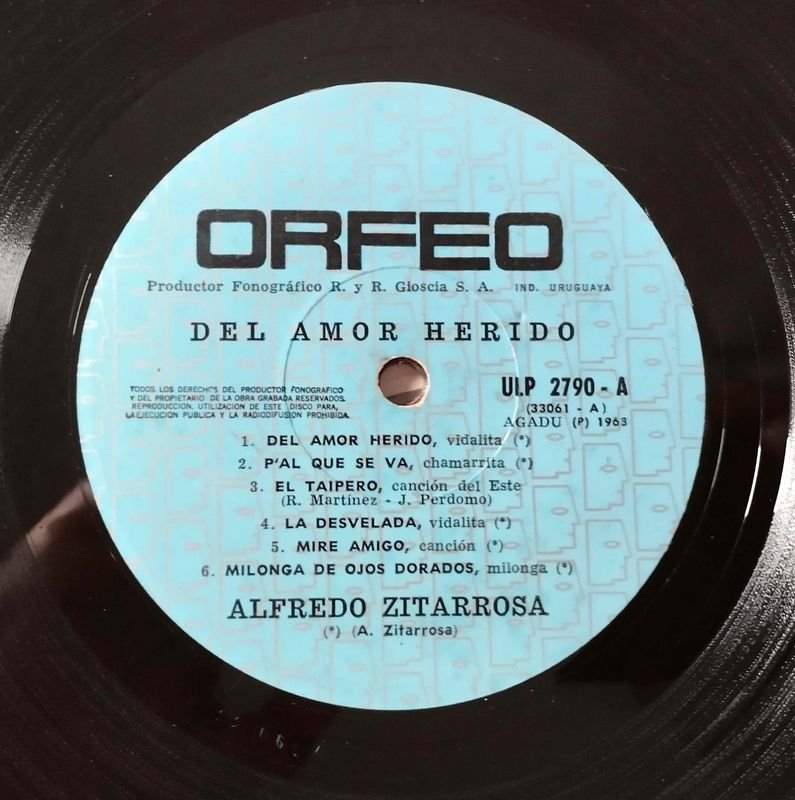 ORFEO
Productor Fonográfico R. y R. Gioscia S. A. IND. URUGUAYA
DEL AMOR HERIDO
TODOS LOS DERECHOS DEL PRODUCTOR FONOGRAFICO
Y DEL PROPIETARIO DE LA OBRA GRABADA RESERVADOS.
REPRODUCCION, UTILIZACION DE ESTE DISCO PARA,
LA EJECUCION PUBLICA Y LA RADIODIFUSION PROHIBIDA.
ULP 2790 - A
(33061 - A)
AGADU (P) 1963
1. DEL AMOR HERIDO, vidalita (*)
2. P'AL QUE SE VA, chamarrita (*)
3. EL TAIPERO, canción del Este
(R. Martínez - J. Perdomo)
4. LA DESVELADA, vidalita (*)
5. MIRE AMIGO, canción (*)
6. MILONGA DE OJOS DORADOS, milonga (*)
ALFREDO ZITARROSA
(*) (A. Zitarrosa)